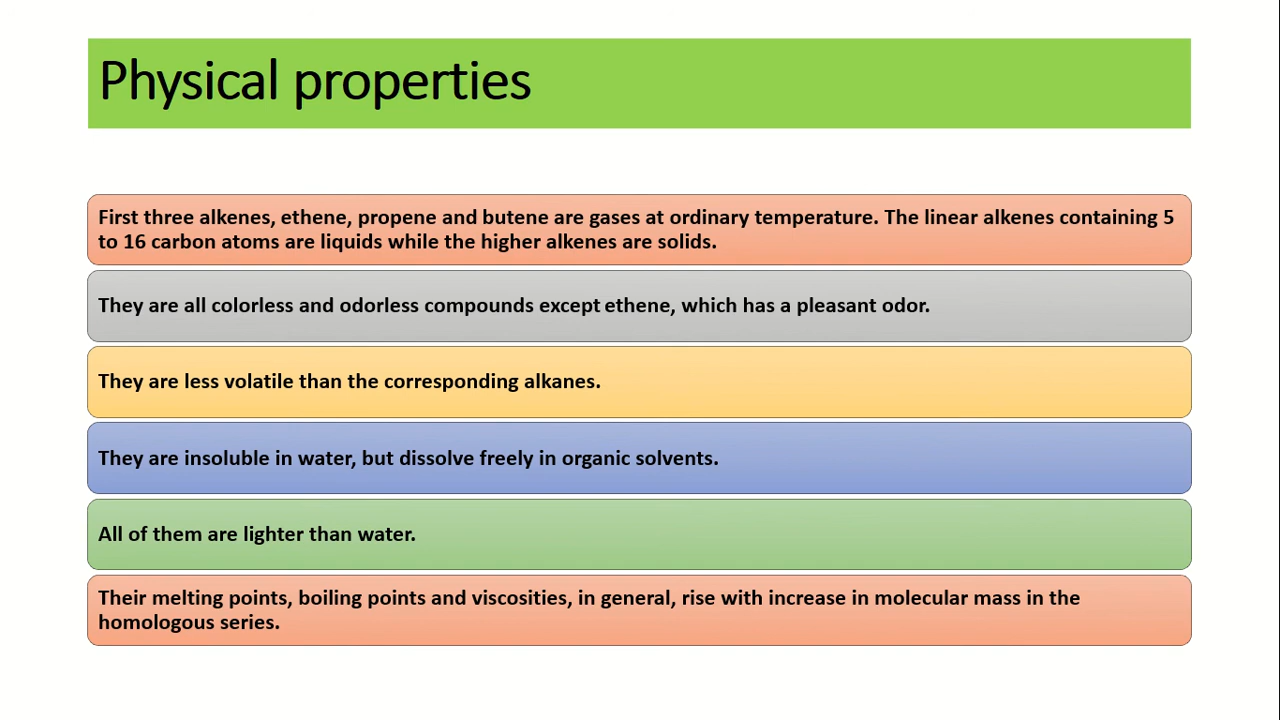 Physical properties
First three alkenes, ethene, propene and butene are gases at ordinary temperature. The linear alkenes containing 5
to 16 carbon atoms are liquids while the higher alkenes are solids.
They are all colorless and odorless compounds except ethene, which has a pleasant odor.
They are less volatile than the corresponding alkanes.
They are insoluble in water, but dissolve freely in organic solvents.
All of them are lighter than water.
Their melting points, boiling points and viscosities, in general, rise with increase in molecular mass in the
homologous series.